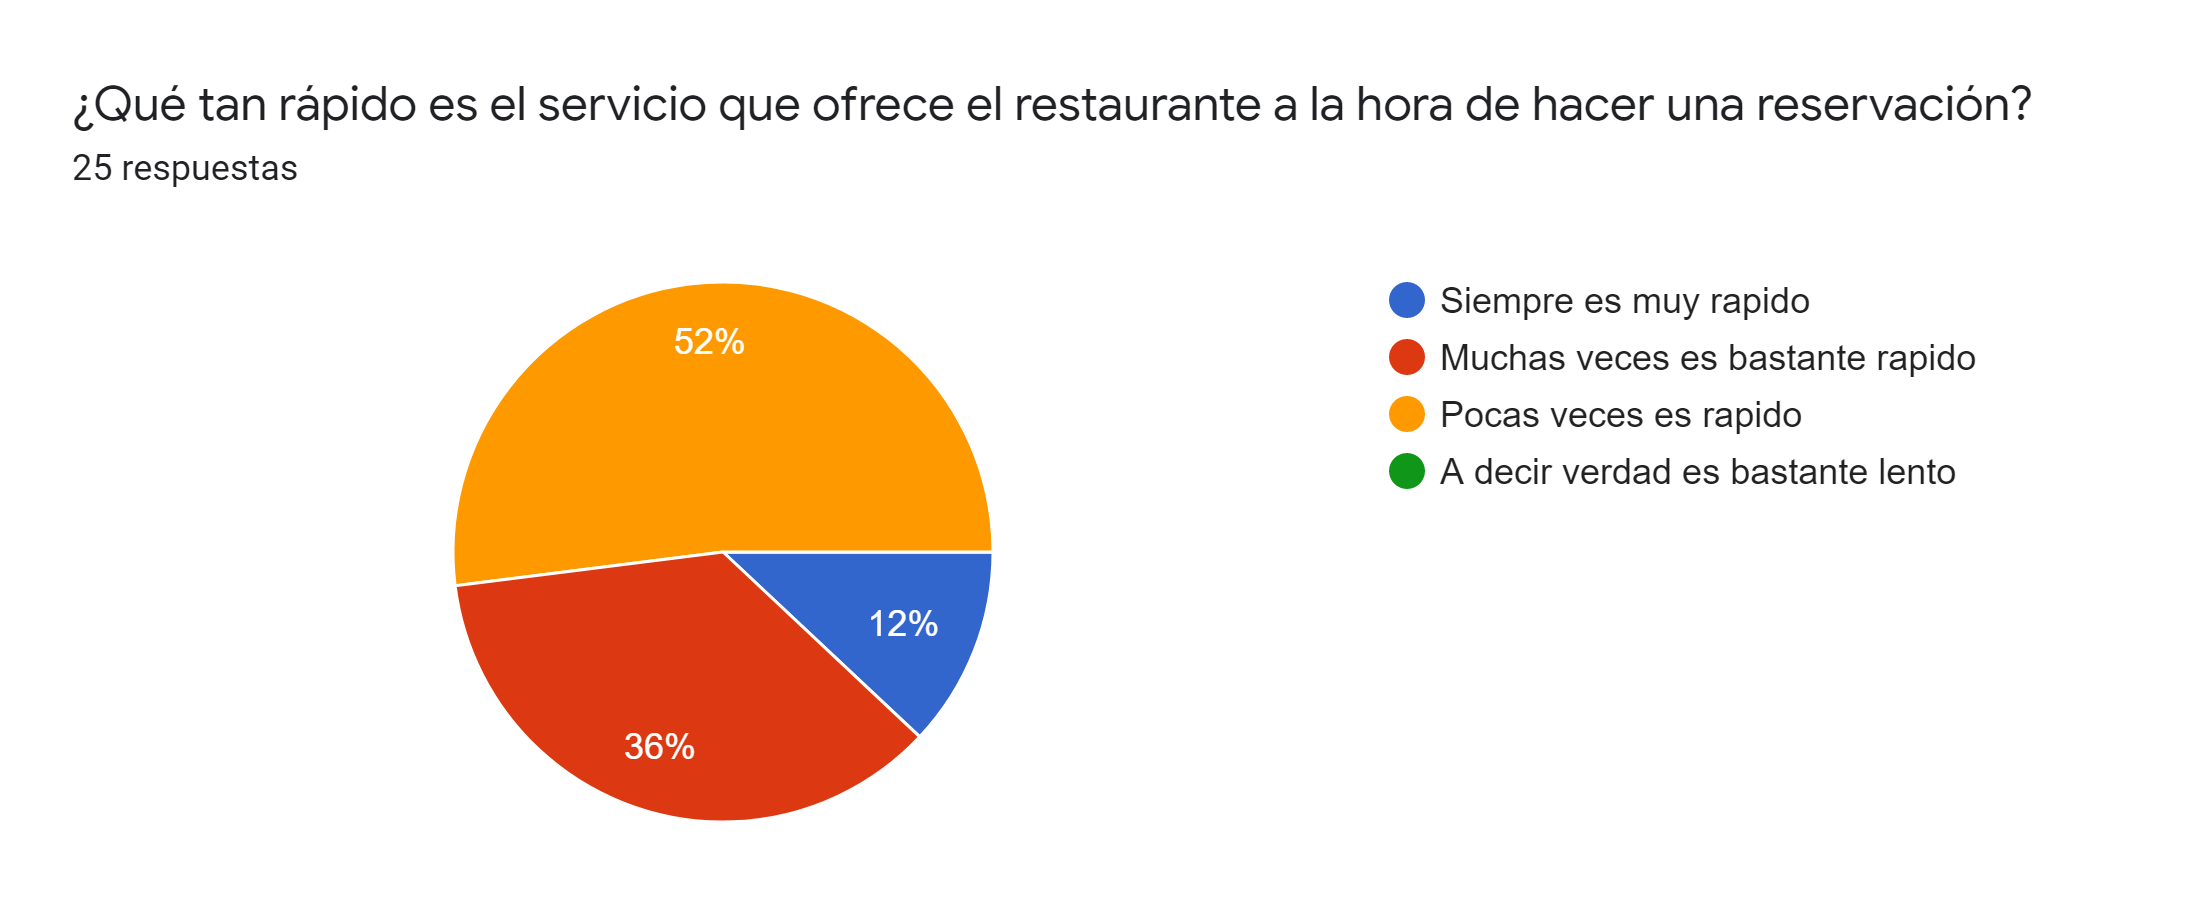 ¿Qué tan rápido es el servicio que ofrece el restaurante a la hora de hacer una reservación?
25 respuestas
52%
12%
36%
Siempre es muy rapido
Muchas veces es bastante rapido
Pocas veces es rapido
A decir verdad es bastante lento